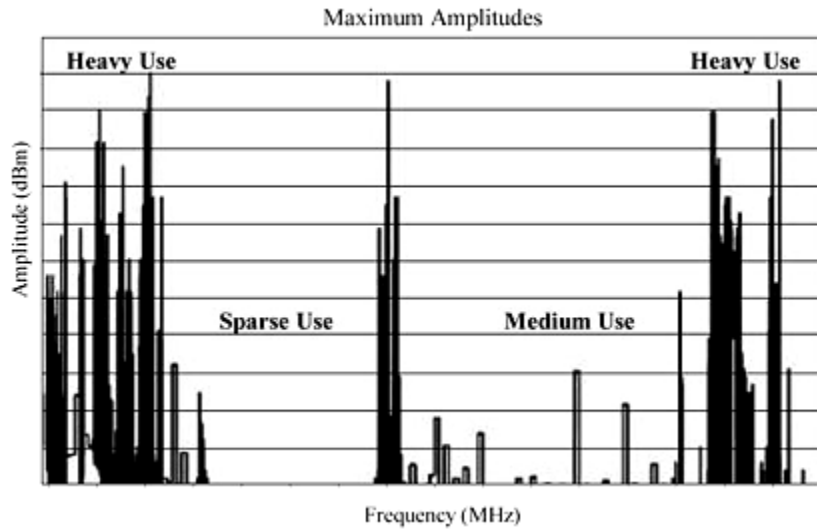 Maximum Amplitudes
Heavy Use
Heavy Use
Amplitude (dBm)
Sparse Use
Medium Use
Frequency (MHz)